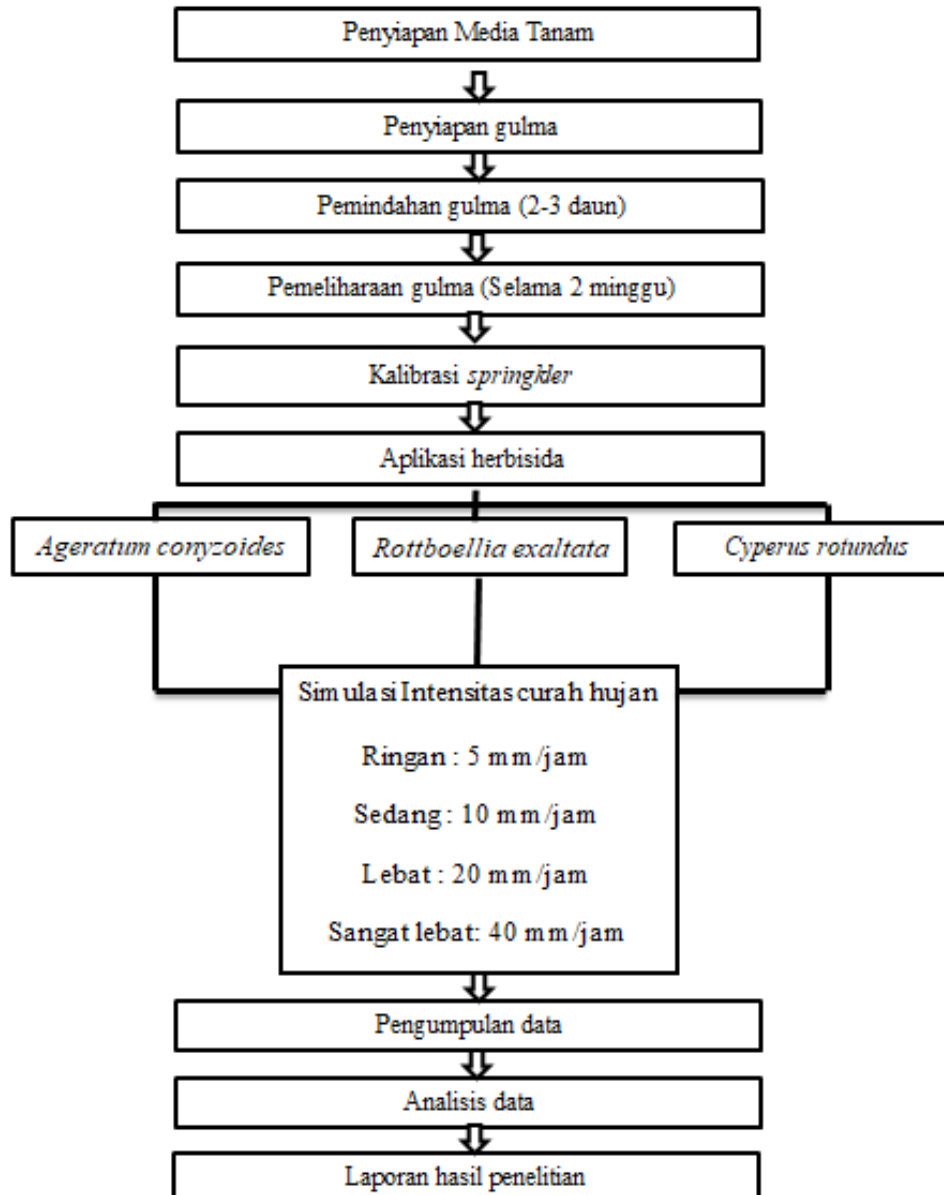 Penyiapan Media Tanam
Penyiapan gulma
Pemindahan gulma (2-3 daun)
Pemeliharaan gulma (Selama 2 minggu)
Kalibrasi springkler
Aplikasi herbisida
Ageratum conyzoides
Rottboellia exaltata
Cyperus rotundus
Simulasi Intensitas curah hujan
Ringan : 5 mm/jam
Sedang : 10 mm/jam
Lebat : 20 mm/jam
Sangat lebat: 40 mm/jam
Pengumpulan data
Analisis data
Laporan hasil penelitian